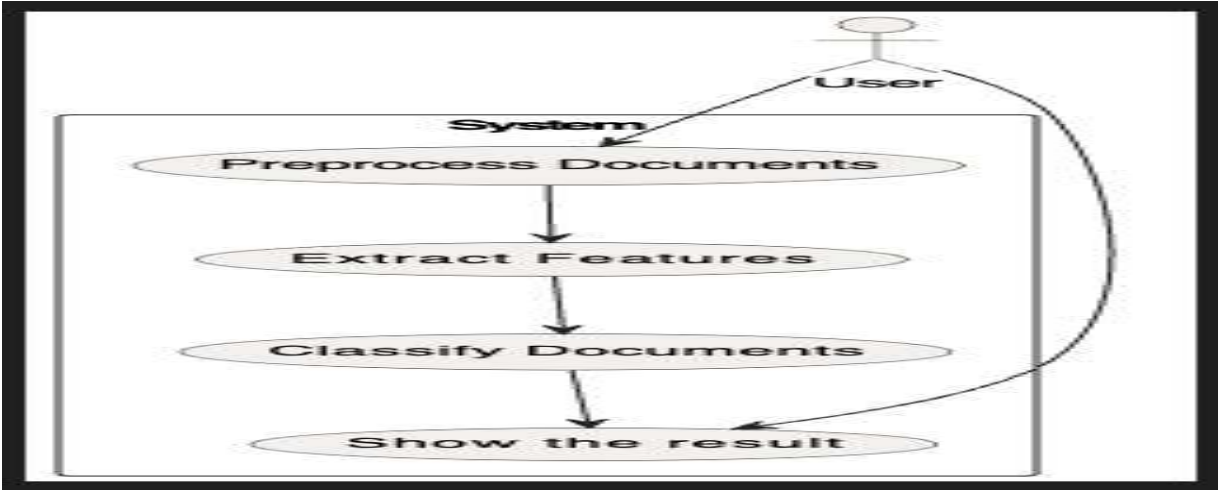 User
System
Preprocess Documents
Extract Features
Classify Documents
Show the result